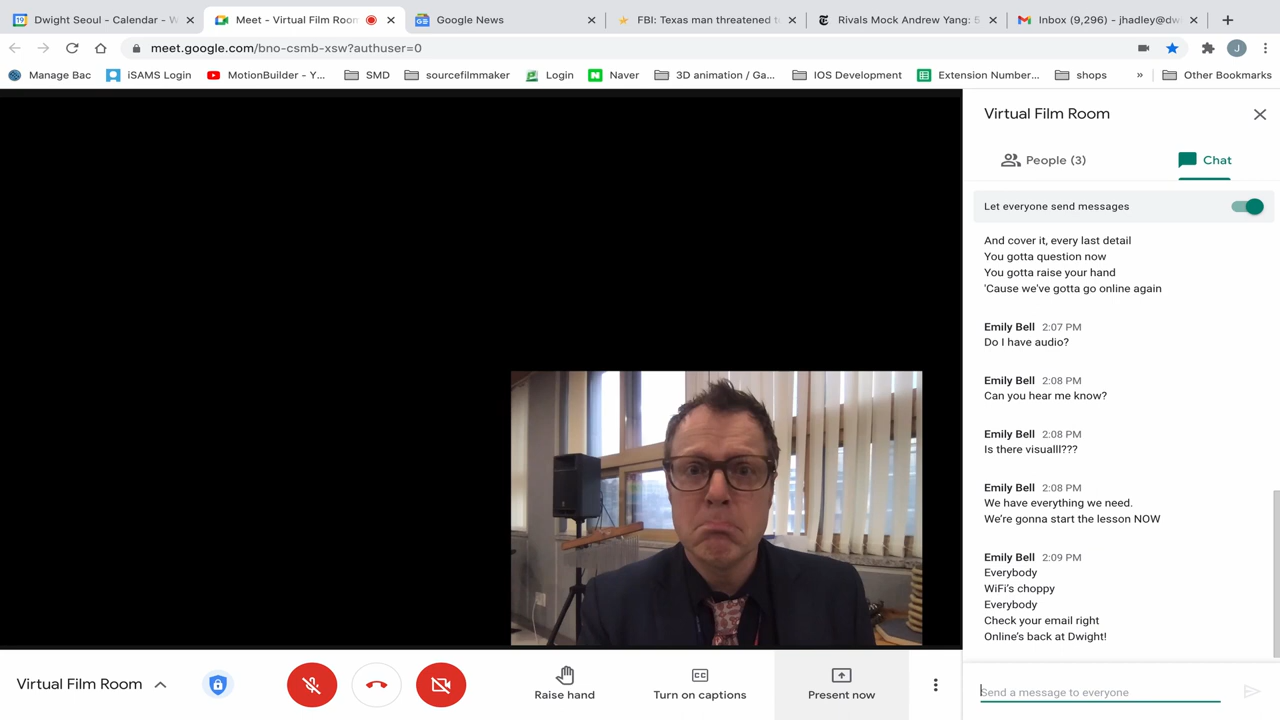 Dwight Seoul - Calendar - W
Meet - Virtual Film Room
Google News
FBI: Texas man threatened t
Rivals Mock Andrew Yang: 5
Inbox (9,296) - jhadley@dw
meet.google.com/bno-csmb-xsw?authuser=0
J
Manage Bac
iSAMS Login
MotionBuilder - Y...
SMD
sourcefilmmaker
Login
Naver
3D animation / Ga...
IOS Development
Extension Number...
shops
»
Other Bookmarks
Virtual Film Room
People (3)
Chat
Let everyone send messages
And cover it, every last detail
You gotta question now
You gotta raise your hand
'Cause we've gotta go online again
Emily Bell 2:07 PM
Do I have audio?
Emily Bell 2:08 PM
Can you hear me know?
Emily Bell 2:08 PM
Is there visualll???
Emily Bell 2:08 PM
We have everything we need.
We’re gonna start the lesson NOW
Emily Bell 2:09 PM
Everybody
WiFi’s choppy
Everybody
Check your email right
Online’s back at Dwight!
Send a message to everyone
Virtual Film Room
Raise hand
Turn on captions
Present now